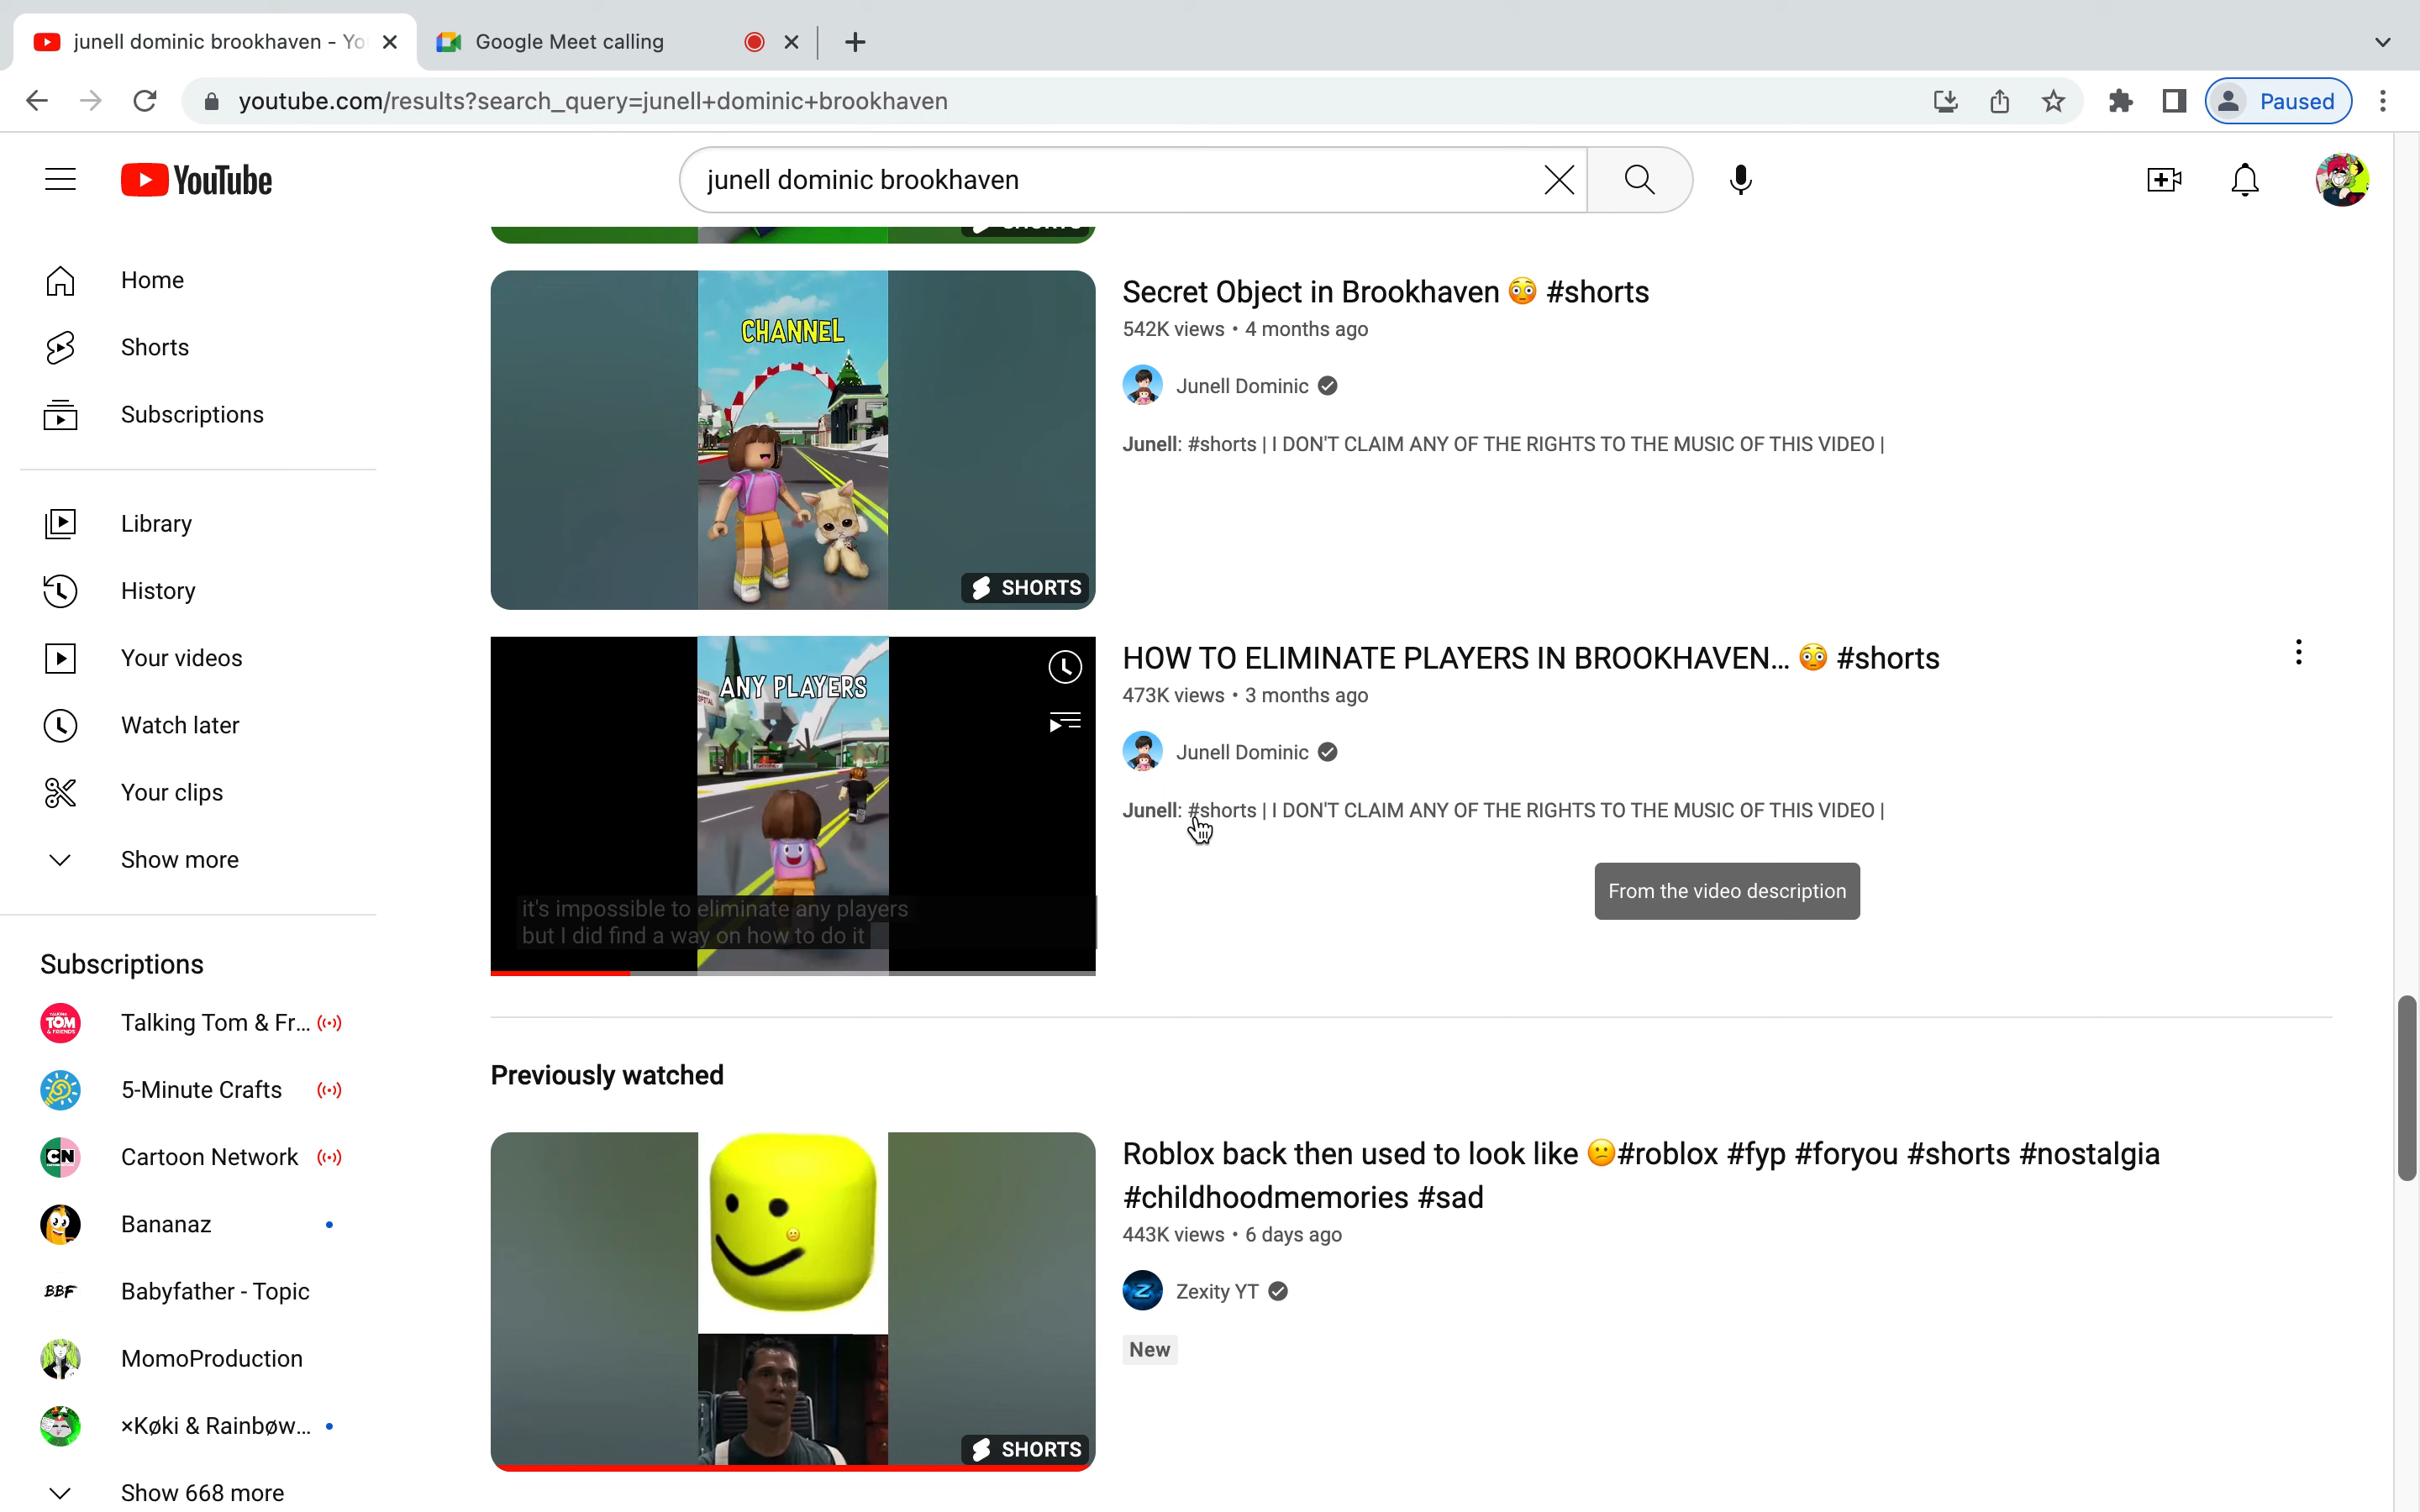 junell dominic brookhaven - Yo
Google Meet calling
youtube.com/results?search_query=junell+dominic+brookhaven
Paused
YouTube
junell dominic brookhaven
Home
Shorts
Subscriptions
Library
History
Your videos
Watch later
Your clips
Show more
Subscriptions
TALKING TOM & FRIENDS
Talking Tom & Fr...
5-Minute Crafts
CN
Cartoon Network
Bananaz
BBF
Babyfather - Topic
MomoProduction
×Køki & Rainbøw...
Show 668 more
SHORTS
CHANNEL
SHORTS
Secret Object in Brookhaven 😳 #shorts
542K views • 4 months ago
Junell Dominic
Junell: #shorts | I DON'T CLAIM ANY OF THE RIGHTS TO THE MUSIC OF THIS VIDEO |
ANY PLAYERS
it's impossible to eliminate any players
but I did find a way on how to do it
HOW TO ELIMINATE PLAYERS IN BROOKHAVEN... 😳 #shorts
473K views • 3 months ago
Junell Dominic
Junell: #shorts | I DON'T CLAIM ANY OF THE RIGHTS TO THE MUSIC OF THIS VIDEO |
From the video description
Previously watched
SHORTS
Roblox back then used to look like 😕#roblox #fyp #foryou #shorts #nostalgia
#childhoodmemories #sad
443K views • 6 days ago
Z
Zexity YT
New